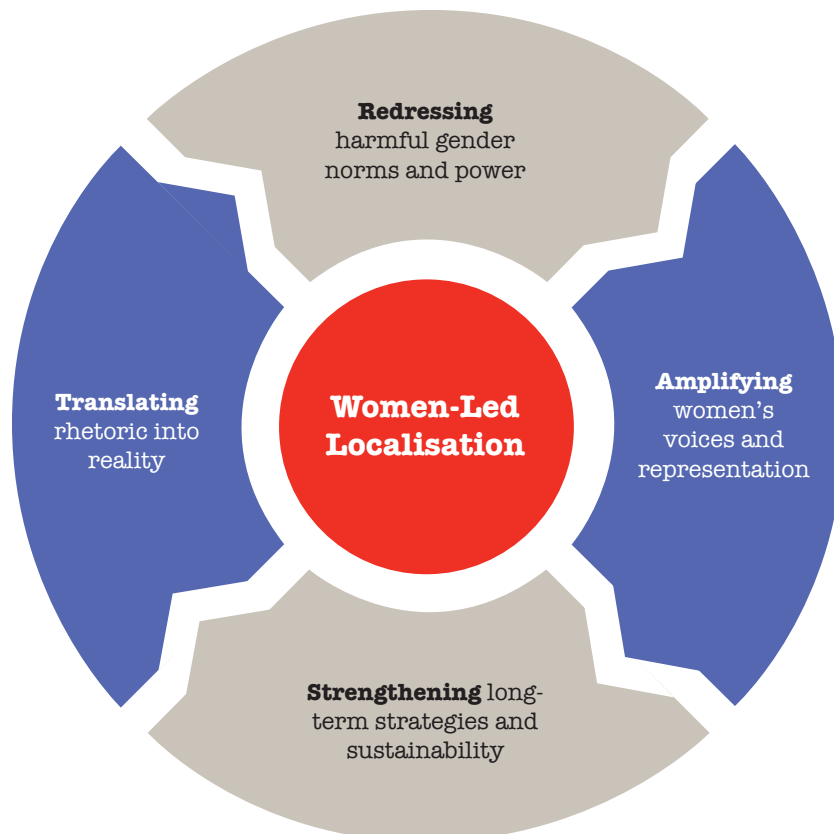 Redressing
harmful gender
norms and power
Amplifying
women's
voices and
representation
Women-Led
Localisation
Translating
rhetoric into
reality
Strengthening long-
term strategies and
sustainability